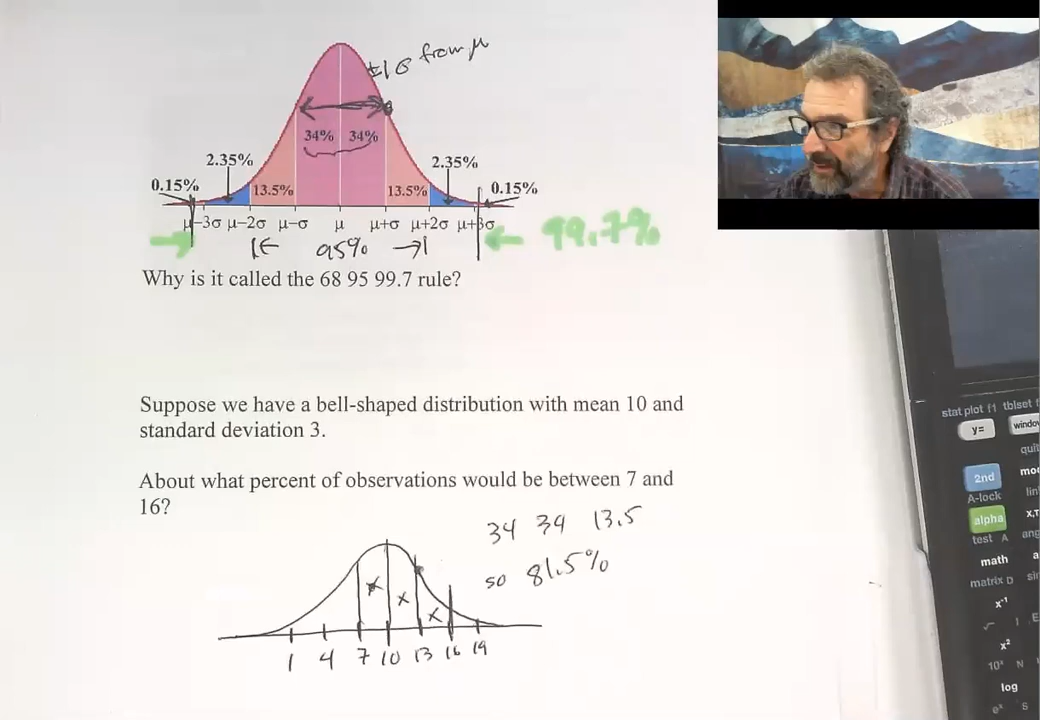 ±1σ from μ
34% 34%
2.35% 2.35%
0.15% 13.5% 13.5% 0.15%
μ-3σ μ-2σ μ-σ μ μ+σ μ+2σ μ+3σ
95% 99.7%
Why is it called the 68 95 99.7 rule?
Suppose we have a bell-shaped distribution with mean 10 and
standard deviation 3.
About what percent of observations would be between 7 and
16?
34 34 13.5
so 81.5%
x x x
1 4 7 10 13 16 19
stat plot f1 tblset f
y= windo
quit
2nd mo
A-lock lin
alpha X,T
test A ang
math
matrix D sin
x⁻¹
E
x²
10ˣ N
log
eˣ S